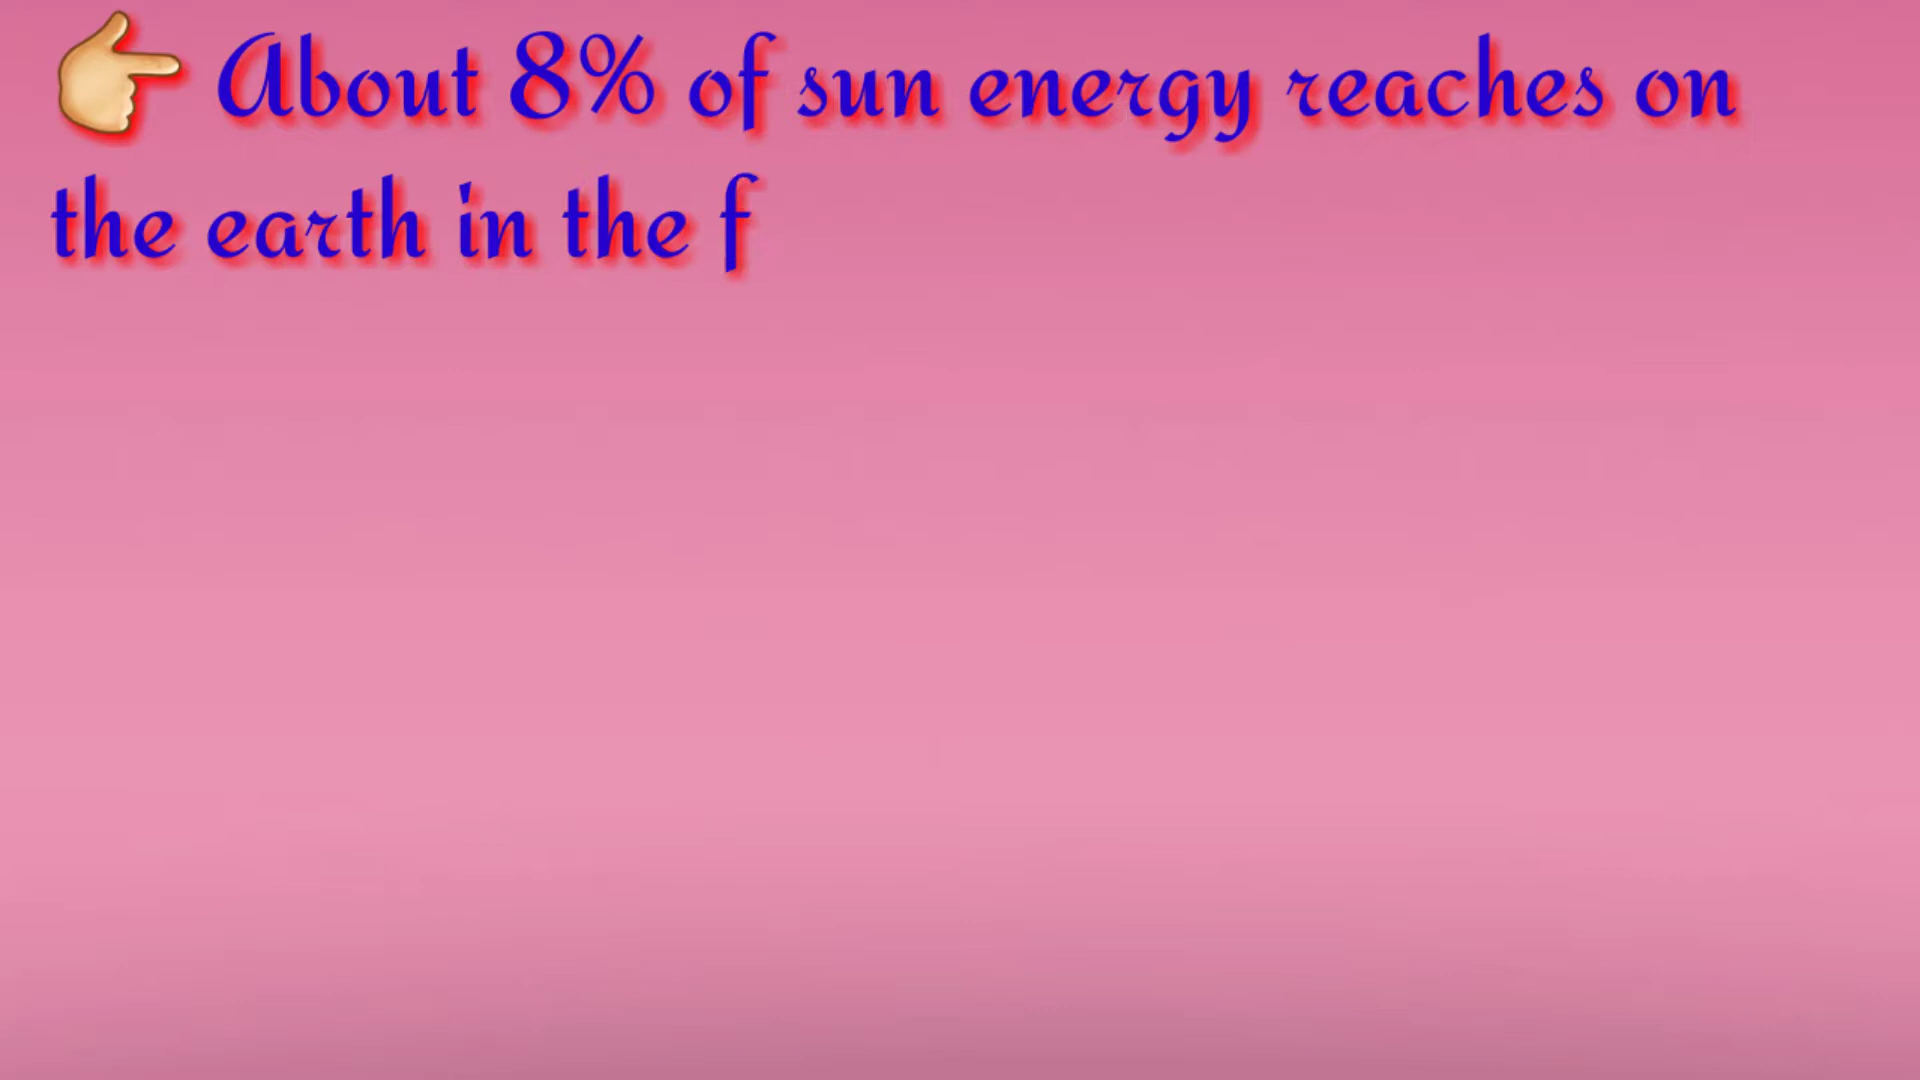 👉 About 8% of sun energy reaches on
the earth in the f